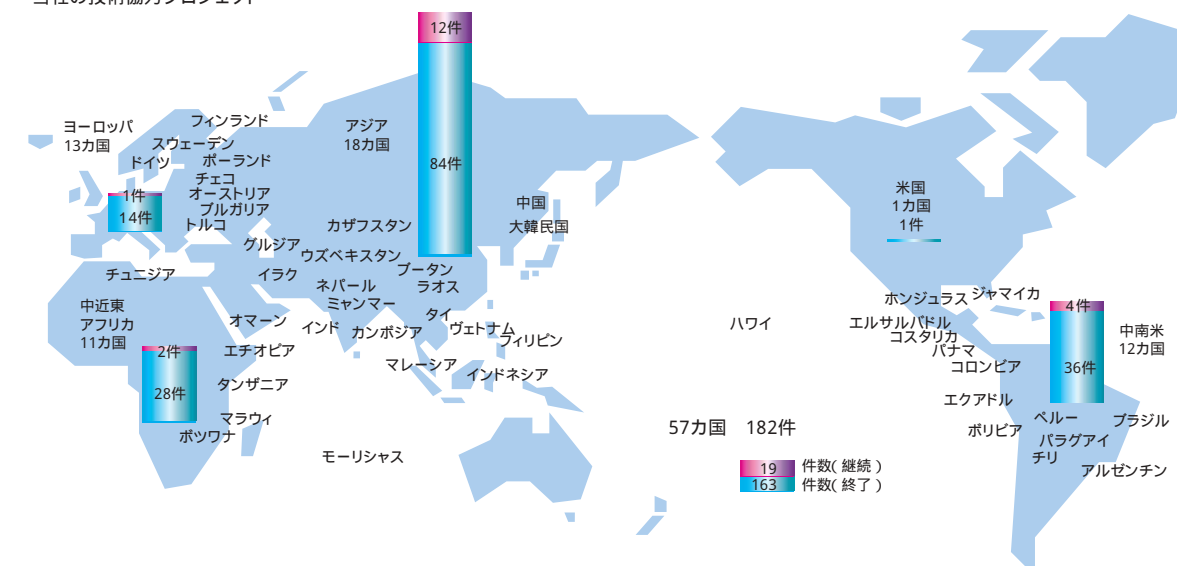 当社の技術協力プロジェクト
12件
84件
ヨーロッパ
13カ国
フィンランド
スウェーデン
ドイツ
ポーランド
チェコ
オーストリア
ブルガリア
トルコ
1件
14件
アジア
18カ国
中国
大韓民国
カザフスタン
グルジア
ウズベキスタン
ブータン
チュニジア
イラク
ネパール
ラオス
ミャンマー
タイ
インド
カンボジア
ヴェトナム
フィリピン
マレーシア
インドネシア
中近東
アフリカ
11カ国
オマーン
エチオピア
2件
28件
タンザニア
マラウィ
ボツワナ
モーリシャス
米国
1カ国
1件
ハワイ
ホンジュラス
ジャマイカ
エルサルバドル
コスタリカ
パナマ
コロンビア
4件
36件
中南米
12カ国
エクアドル
ペルー
ブラジル
ボリビア
パラグアイ
チリ
アルゼンチン
57カ国 182件
19 件数(継続)
163 件数(終了)